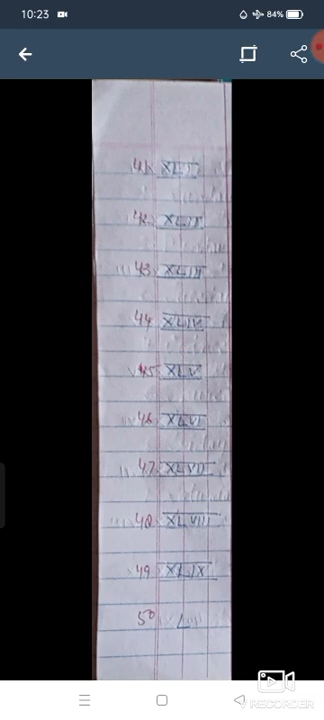 10:23 84%
41 XLI
42 XLII
43 XLIII
44 XLIV
45 XLV
46 XLVI
47 XLVII
48 XLVIII
49 XLIX
50 L
RECORDER